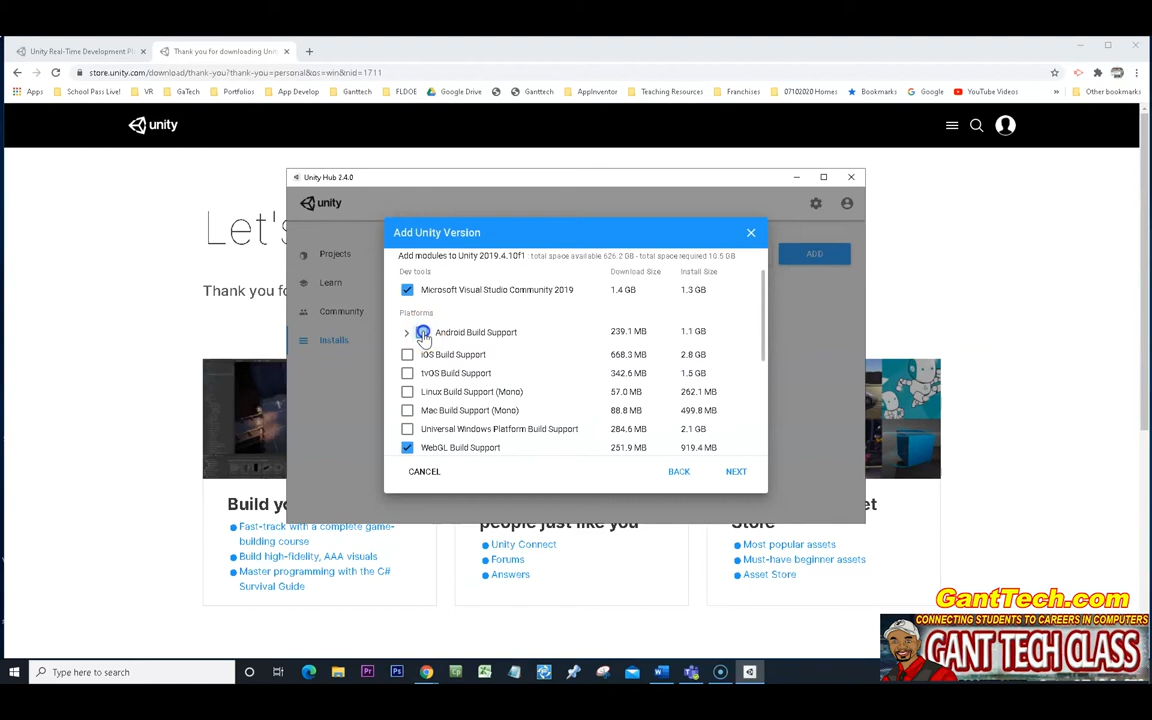 Unity Real-Time Development Pl
Thank you for downloading Unit
store.unity.com/download/thank-you?thank-you=personal&os=win&nid=1711
Apps School Pass Live! VR GaTech Portfolios App Develop Ganttech FLDOE Google Drive Ganttech AppInventor Teaching Resources Franchises 07102020 Homes Bookmarks Google YouTube Videos Other bookmarks
unity
Let's
Thank you fo
Unity Hub 2.4.0
unity
Projects
Learn
Community
Installs
ADD
Add Unity Version
Add modules to Unity 2019.4.10f1 : total space available 626.2 GB - total space required 10.5 GB
Dev tools Download Size Install Size
Microsoft Visual Studio Community 2019 1.4 GB 1.3 GB
Platforms
Android Build Support 239.1 MB 1.1 GB
iOS Build Support 668.3 MB 2.8 GB
tvOS Build Support 342.6 MB 1.5 GB
Linux Build Support (Mono) 57.0 MB 262.1 MB
Mac Build Support (Mono) 88.8 MB 499.8 MB
Universal Windows Platform Build Support 284.6 MB 2.1 GB
WebGL Build Support 251.9 MB 919.4 MB
CANCEL BACK NEXT
Build yo
Fast-track with a complete game-
building course
Build high-fidelity, AAA visuals
Master programming with the C#
Survival Guide
people just like you
Unity Connect
Forums
Answers
et
Store
Most popular assets
Must-have beginner assets
Asset Store
GantTech.com
CONNECTING STUDENTS TO CAREERS IN COMPUTERS
GANT TECH CLASS
Type here to search